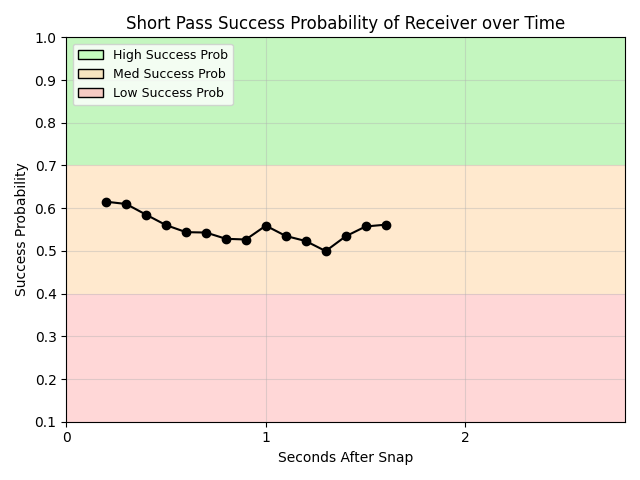 Short Pass Success Probability of Receiver over Time
1.0
High Success Prob
Med Success Prob
Low Success Prob
0.9
0.8
0.7
0.6
0.5
0.4
0.3
0.2
0.1
Success Probability
0
1
2
Seconds After Snap